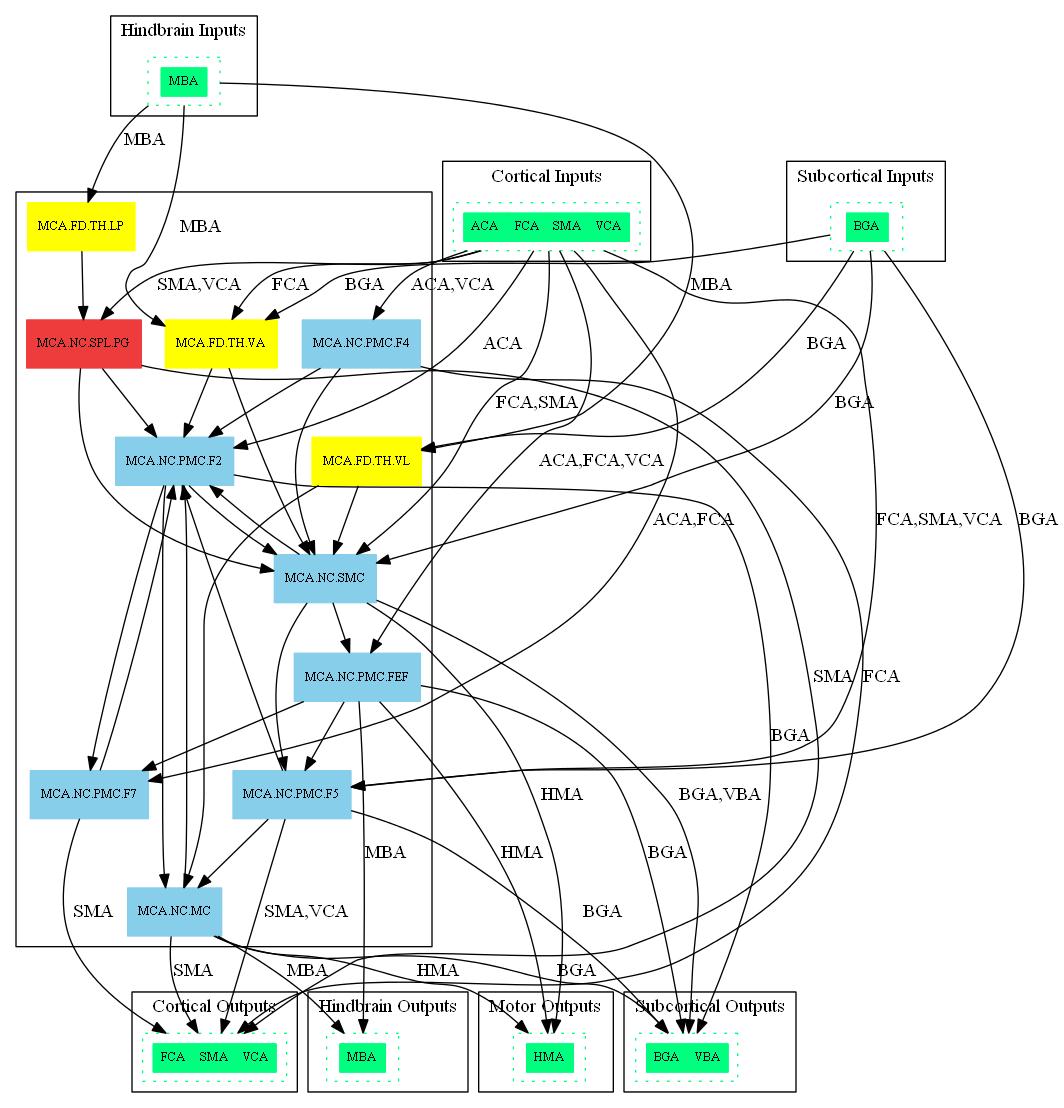 Hindbrain Inputs
MBA
MBA
Cortical Inputs
Subcortical Inputs
MCA.FD.TH.LP
MBA
ACA FCA SMA VCA
BGA
SMA,VCA
FCA
BGA
ACA,VCA
MBA
MCA.NC.SPL.PG
MCA.FD.TH.VA
MCA.NC.PMC.F4
ACA
BGA
FCA,SMA
BGA
MCA.NC.PMC.F2
MCA.FD.TH.VL
ACA,FCA,VCA
ACA,FCA
FCA,SMA,VCA
BGA
MCA.NC.SMC
MCA.NC.PMC.FEF
SMA
FCA
BGA
MCA.NC.PMC.F7
MCA.NC.PMC.F5
HMA
BGA,VBA
MBA
HMA
BGA
SMA
MCA.NC.MC
SMA,VCA
BGA
SMA
MBA
HMA
BGA
Cortical Outputs
Hindbrain Outputs
Motor Outputs
Subcortical Outputs
FCA SMA VCA
MBA
HMA
BGA VBA